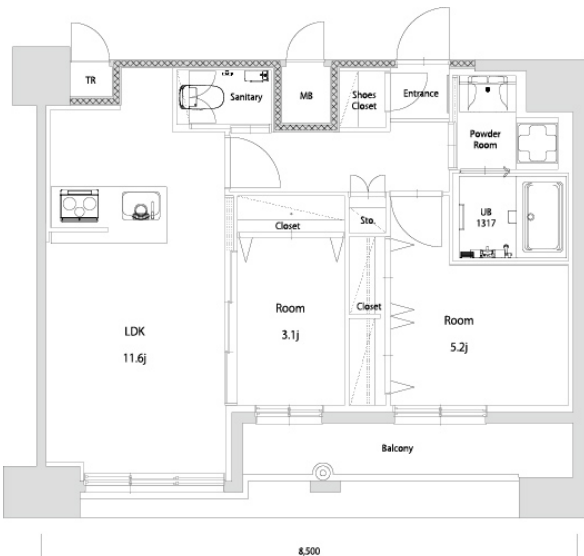 TR
Sanitary
MB
Shoes
Closet
Entrance
Powder
Room
UB
1317
Sto.
Closet
Room
3.1j
Closet
Room
5.2j
LDK
11.6j
Balcony
8,500